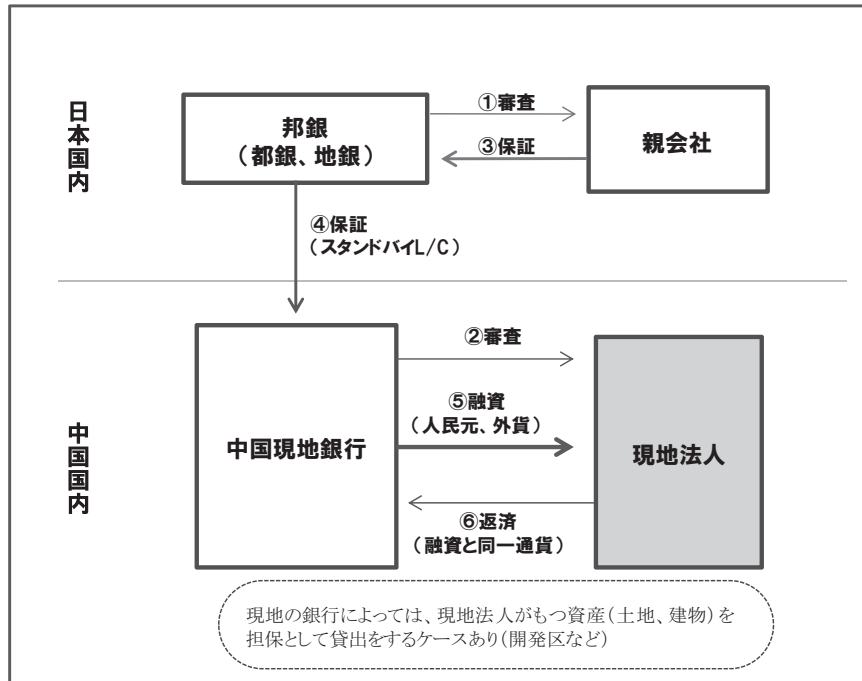 日本国内
邦銀
（都銀、地銀）
①審査
③保証
親会社
④保証
（スタンドバイL/C）
中国国内
中国現地銀行
②審査
⑤融資
（人民元、外貨）
⑥返済
（融資と同一通貨）
現地法人
現地の銀行によっては、現地法人がもつ資産（土地、建物）を
担保として貸出をするケースあり(開発区など)